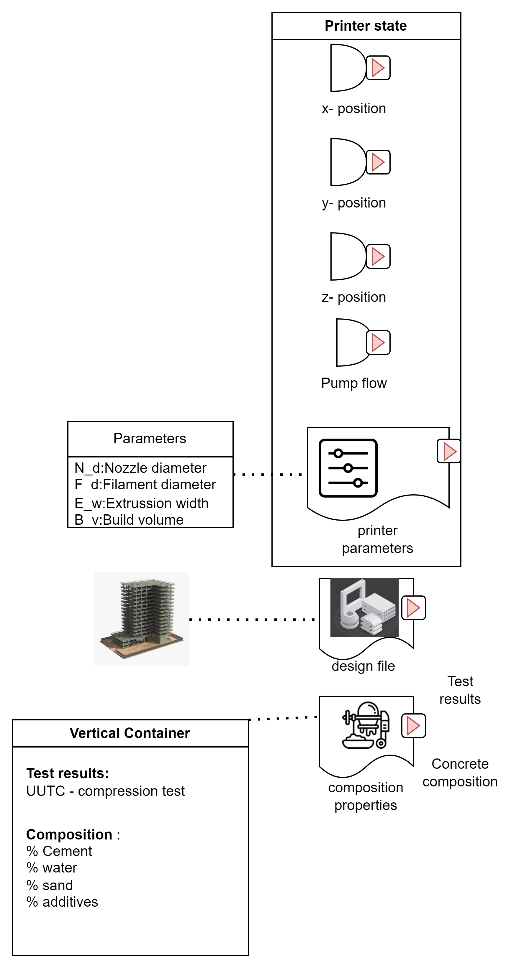 Printer state
x- position
y- position
z- position
Pump flow
Parameters
N_d:Nozzle diameter
F_d:Filament diameter
E_w:Extrussion width
B_v:Build volume
printer
parameters
design file
Test
results
Concrete
composition
composition
properties
Vertical Container
Test results:
UUTC - compression test
Composition :
% Cement
% water
% sand
% additives